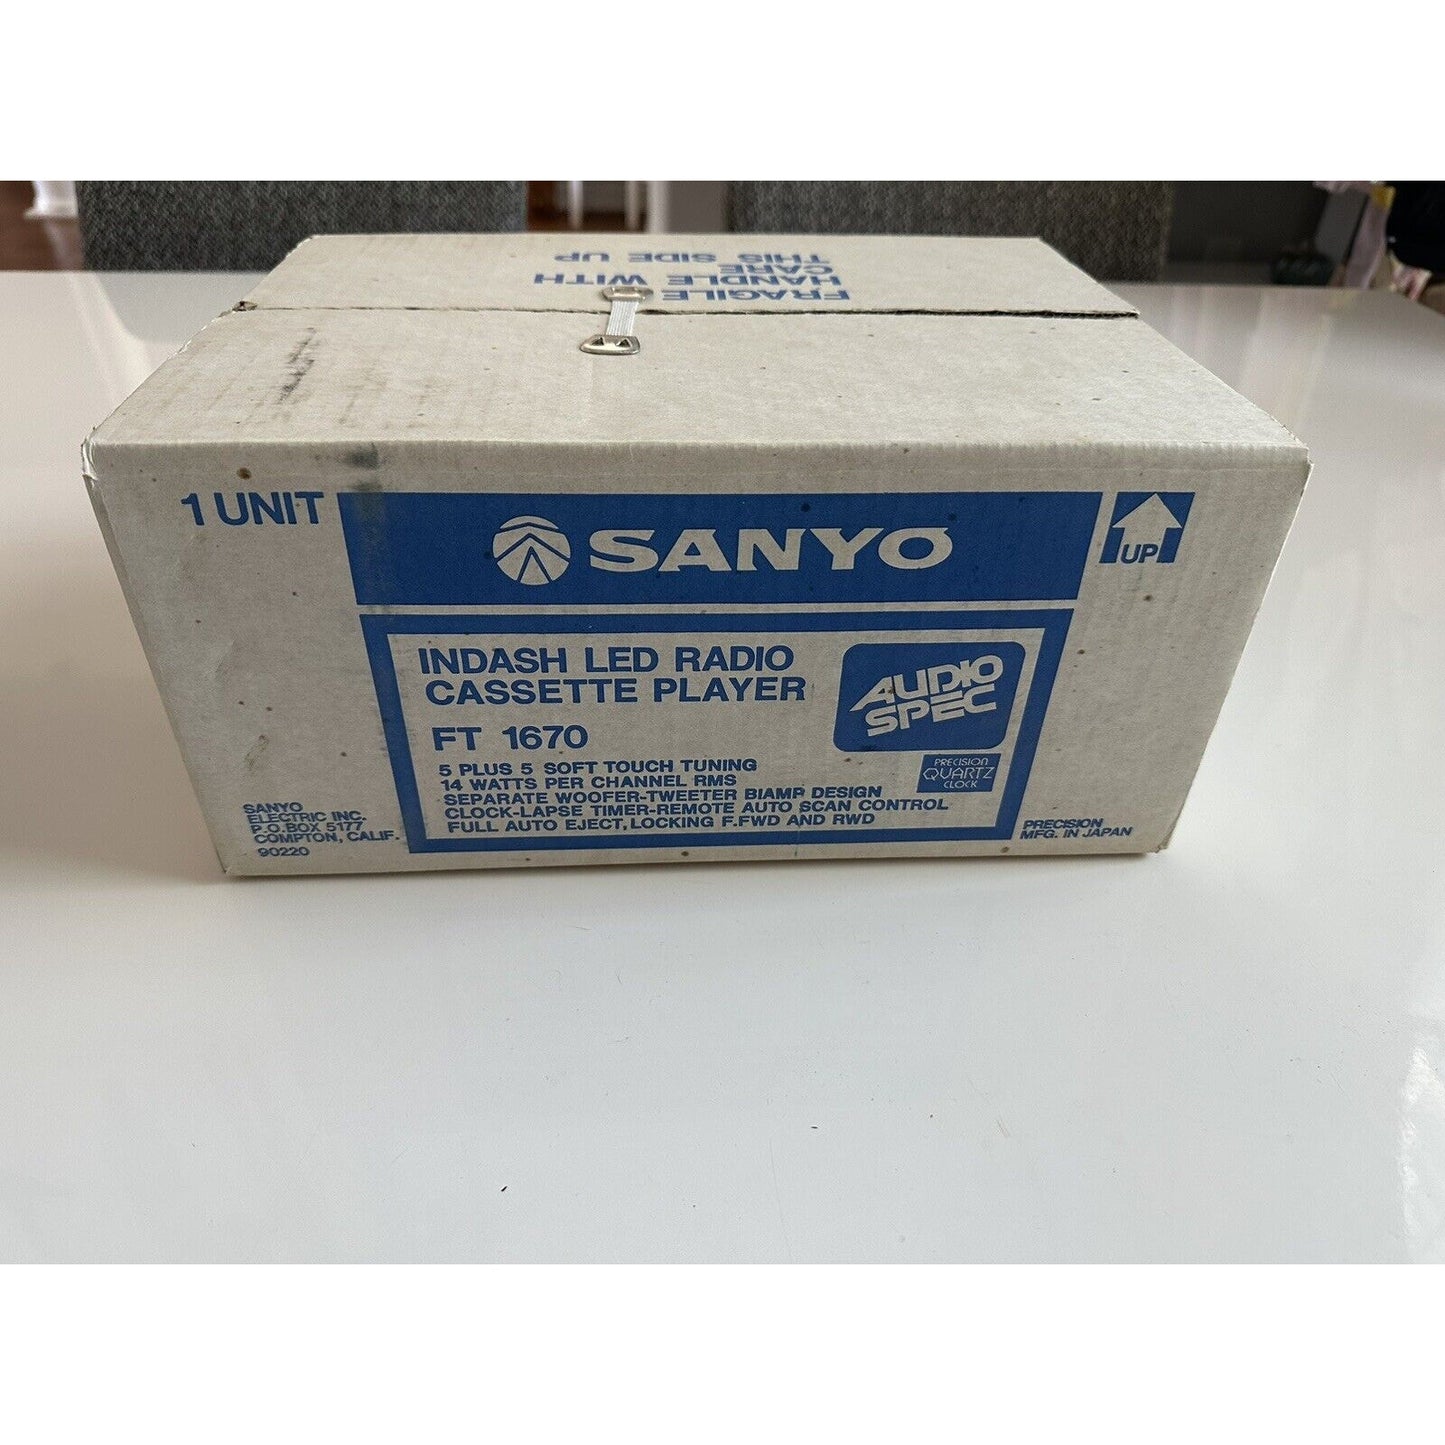 FRAGILE
HANDLE WITH
CARE
THIS SIDE UP
1 UNIT
SANYO
UP
INDASH LED RADIO
CASSETTE PLAYER
FT 1670
AUDIO
SPEC
5 PLUS 5 SOFT TOUCH TUNING
14 WATTS PER CHANNEL RMS
SEPARATE WOOFER-TWEETER BIAMP DESIGN
CLOCK-LAPSE TIMER-REMOTE AUTO SCAN CONTROL
FULL AUTO EJECT, LOCKING F.FWD AND RWD
PRECISION
QUARTZ
CLOCK
SANYO
ELECTRIC INC.
P.O.BOX 5177
COMPTON, CALIF.
90220
PRECISION
MFG. IN JAPAN